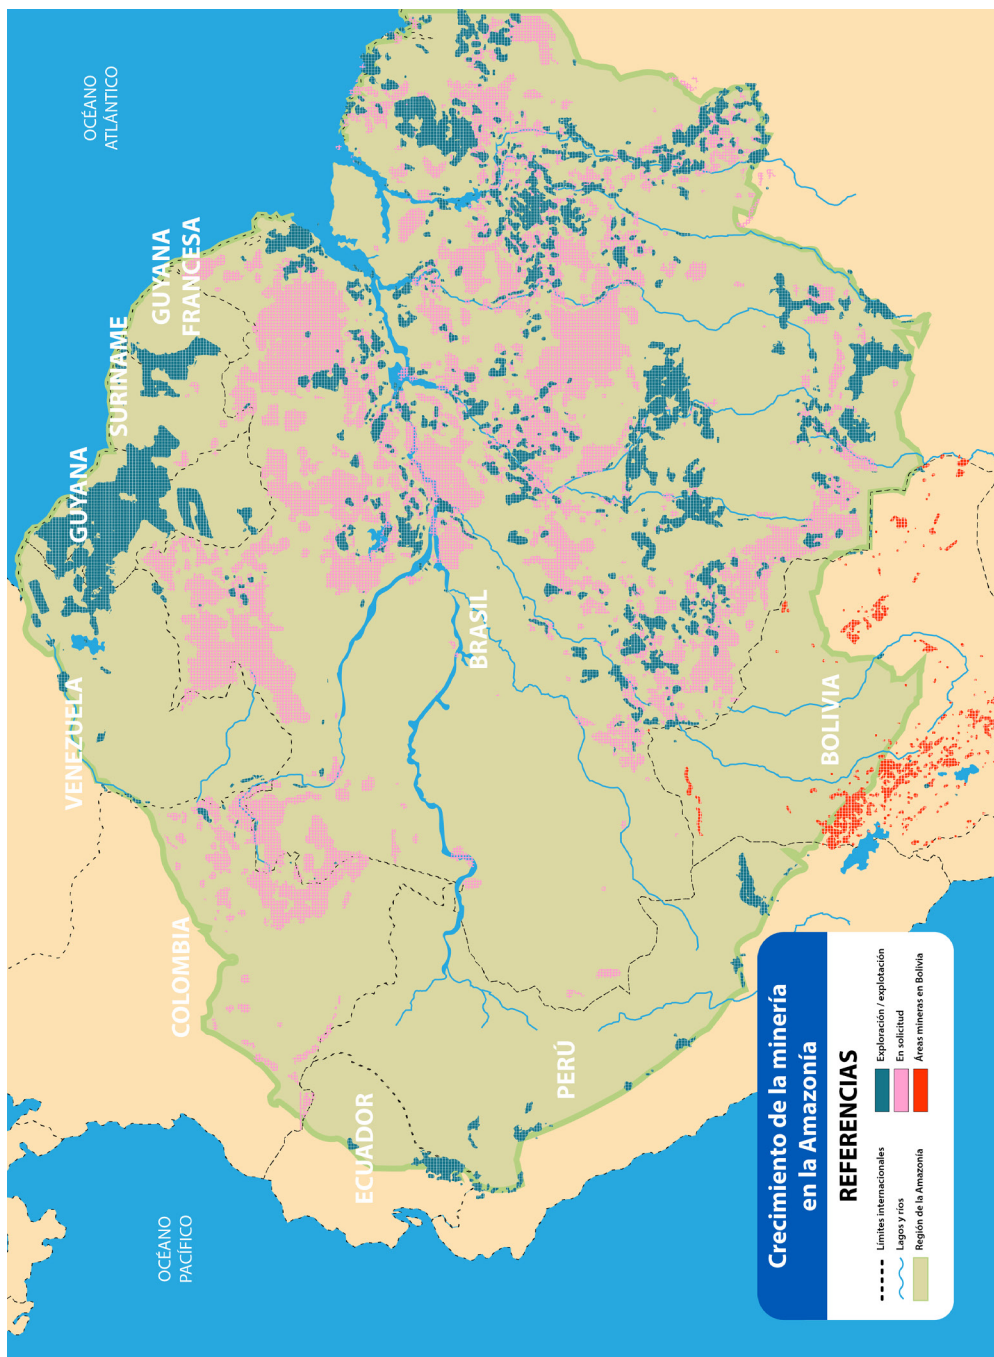 OCÉANO
PACÍFICO
OCÉANO
ATLÁNTICO
VENEZUELA
GUYANA
SURINAME
GUYANA
FRANCESA
COLOMBIA
ECUADOR
PERÚ
BRASIL
BOLIVIA
Crecimiento de la minería
en la Amazonía
REFERENCIAS
Límites internacionales
Lagos y ríos
Región de la Amazonía
Exploración / explotación
En solicitud
Áreas mineras en Bolivia